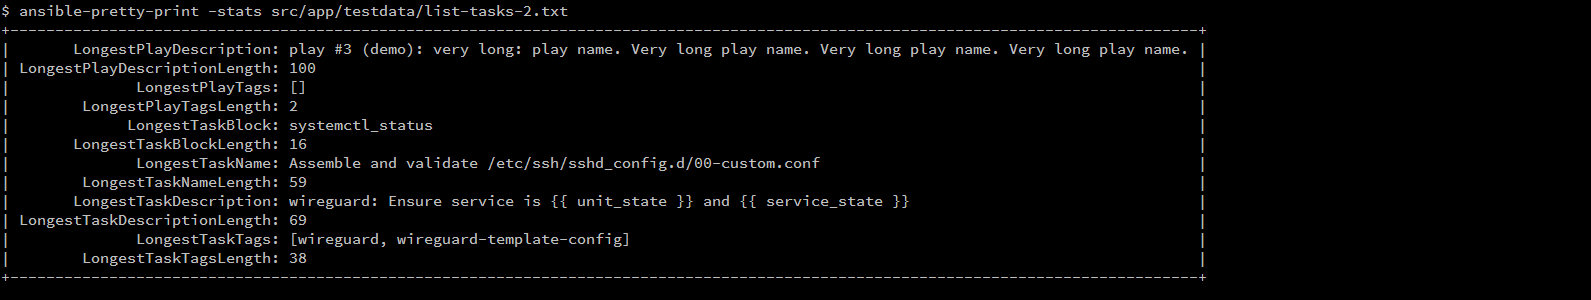 $ ansible-pretty-print -stats src/app/testdata/list-tasks-2.txt
+------------------------------------------------------------------------------------------------------------------------------------+
|       LongestPlayDescription: play #3 (demo): very long: play name. Very long play name. Very long play name. Very long play name. |
| LongestPlayDescriptionLength: 100                                                                                                  |
|              LongestPlayTags: []                                                                                                   |
|        LongestPlayTagsLength: 2                                                                                                    |
|             LongestTaskBlock: systemctl_status                                                                                     |
|       LongestTaskBlockLength: 16                                                                                                   |
|              LongestTaskName: Assemble and validate /etc/ssh/sshd_config.d/00-custom.conf                                          |
|        LongestTaskNameLength: 59                                                                                                   |
|       LongestTaskDescription: wireguard: Ensure service is {{ unit_state }} and {{ service_state }}                                |
| LongestTaskDescriptionLength: 69                                                                                                   |
|              LongestTaskTags: [wireguard, wireguard-template-config]                                                               |
|        LongestTaskTagsLength: 38                                                                                                   |
+------------------------------------------------------------------------------------------------------------------------------------+